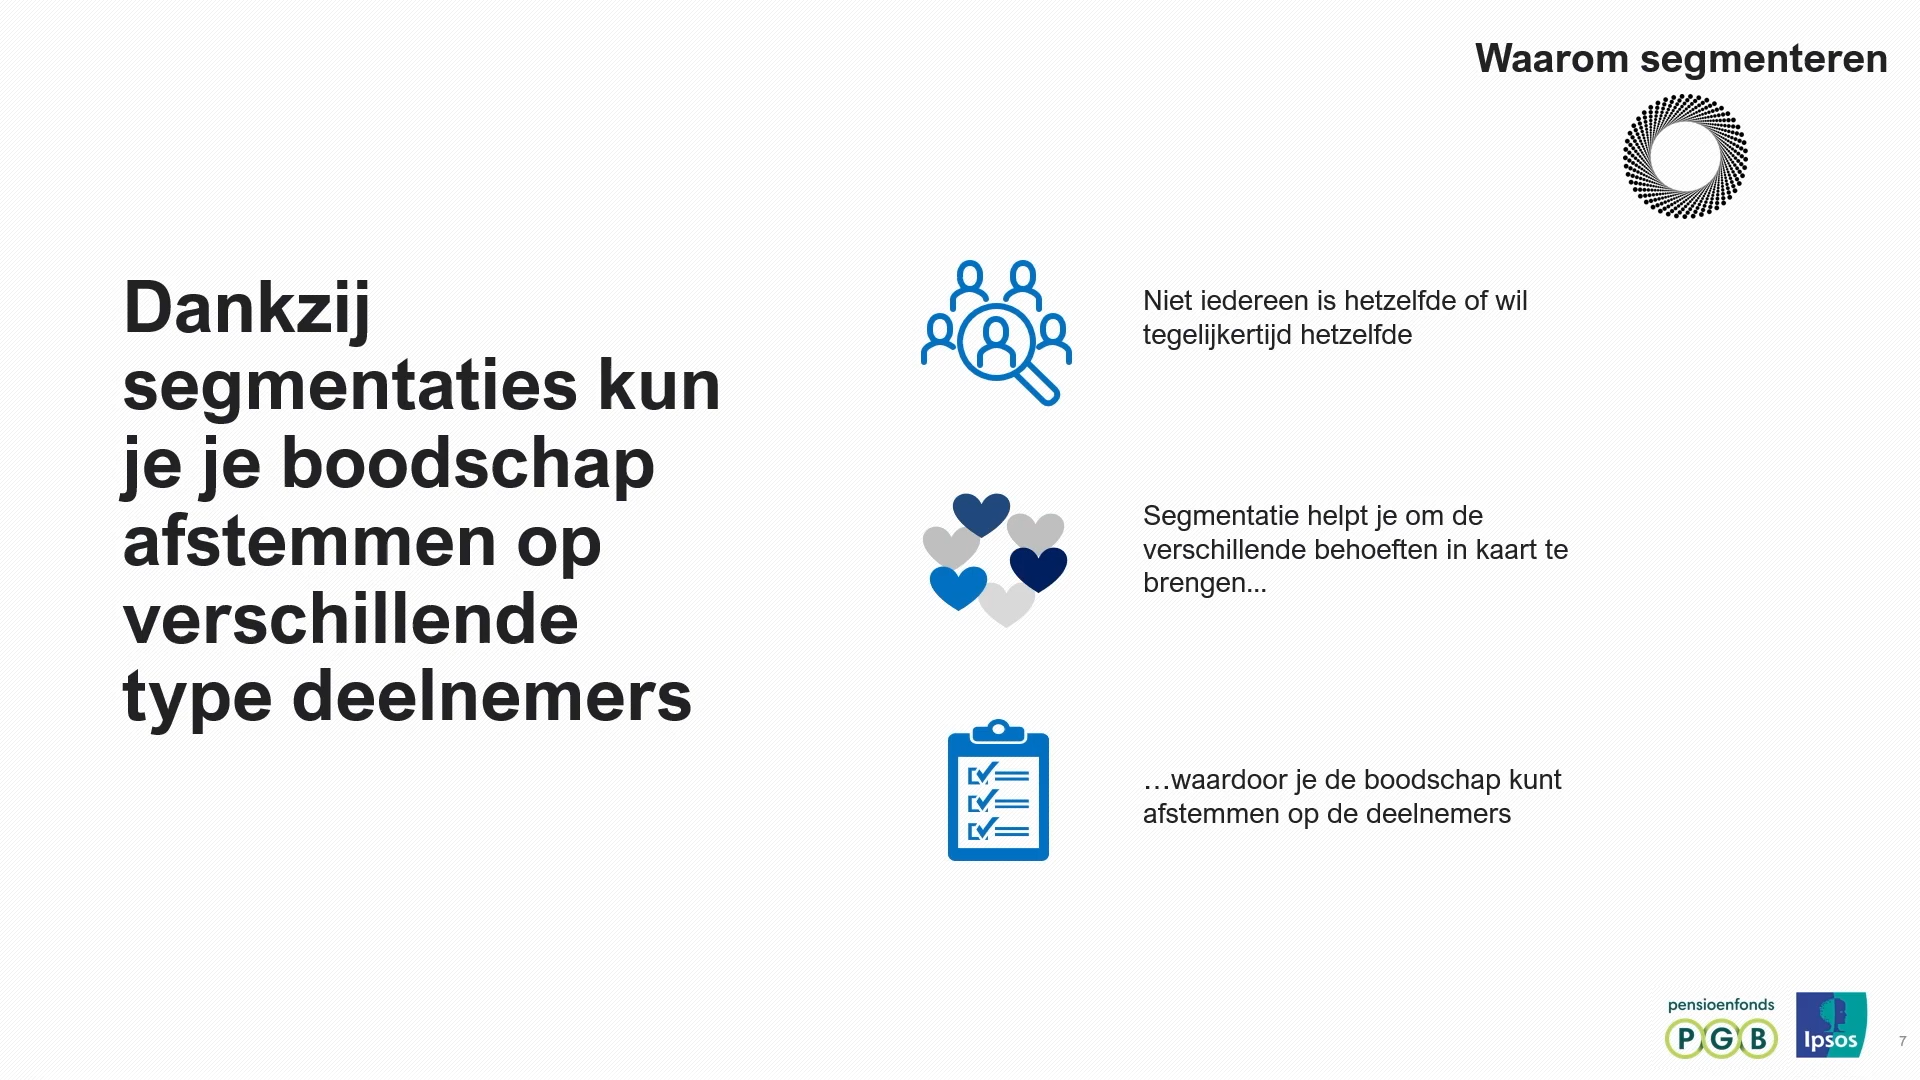 Waarom segmenteren
Dankzij
segmentaties kun
je je boodschap
afstemmen op
verschillende
type deelnemers
Niet iedereen is hetzelfde of wil
tegelijkertijd hetzelfde
Segmentatie helpt je om de
verschillende behoeften in kaart te
brengen...
…waardoor je de boodschap kunt
afstemmen op de deelnemers
pensioenfonds
PGB
Ipsos
7